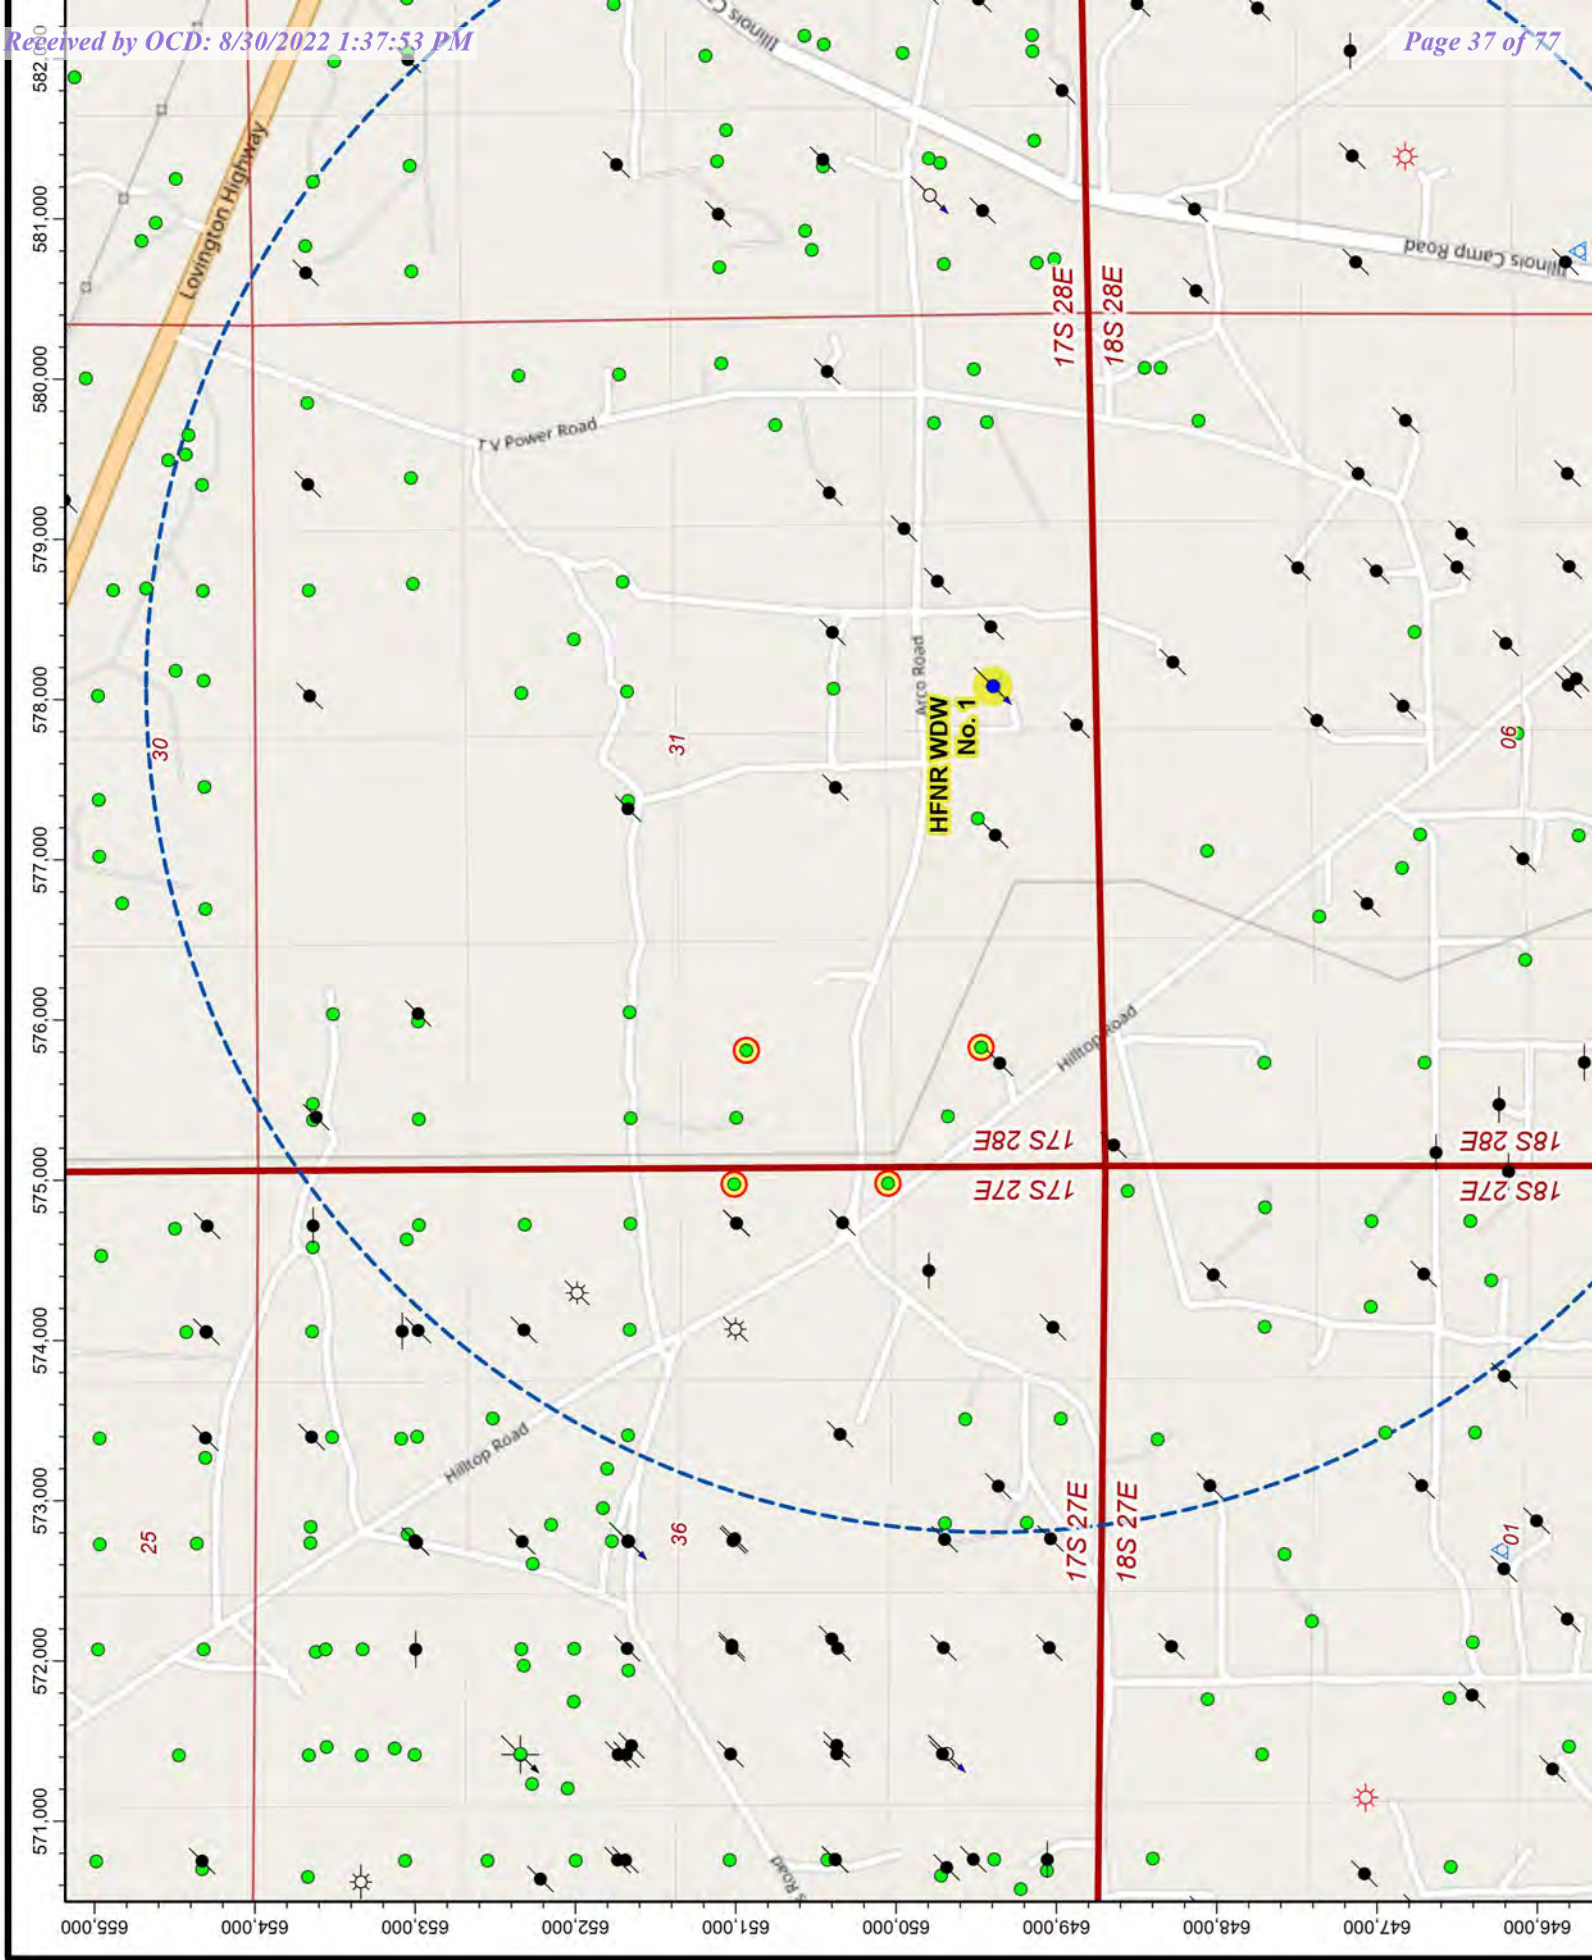 Received by OCD: 8/30/2022 1:37:53 PM
Page 37 of 77
Illinois C
Lovington Highway
Illinois Camp Road
17S 28E
18S 28E
T V Power Road
Arco Road
HFNR WDW
No. 1
30
31
06
Hilltop Road
17S 28E
17S 27E
18S 28E
18S 27E
Hilltop Road
25
36
01
17S 27E
18S 27E
s Road
582,000
581,000
580,000
579,000
578,000
577,000
576,000
575,000
574,000
573,000
572,000
571,000
655,000
654,000
653,000
652,000
651,000
650,000
649,000
648,000
647,000
646,000